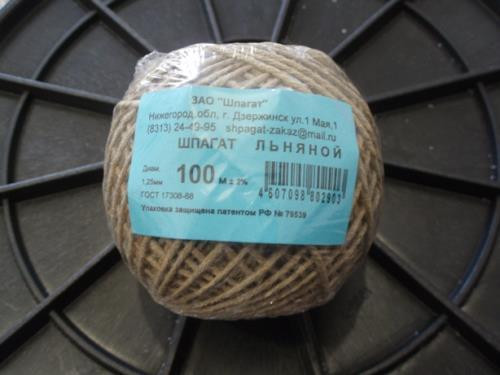 ЗАО "Шпагат"
Нижегород.обл, г. Дзержинск ул.1 Мая,1
(8313) 24-49-95 shpagat-zakaz@mail.ru
ШПАГАТ ЛЬНЯНОЙ
Диам. 100 М ± 2%
1,25мм
4 607098 802903
ГОСТ 17308-88
Упаковка защищена патентом РФ № 79539